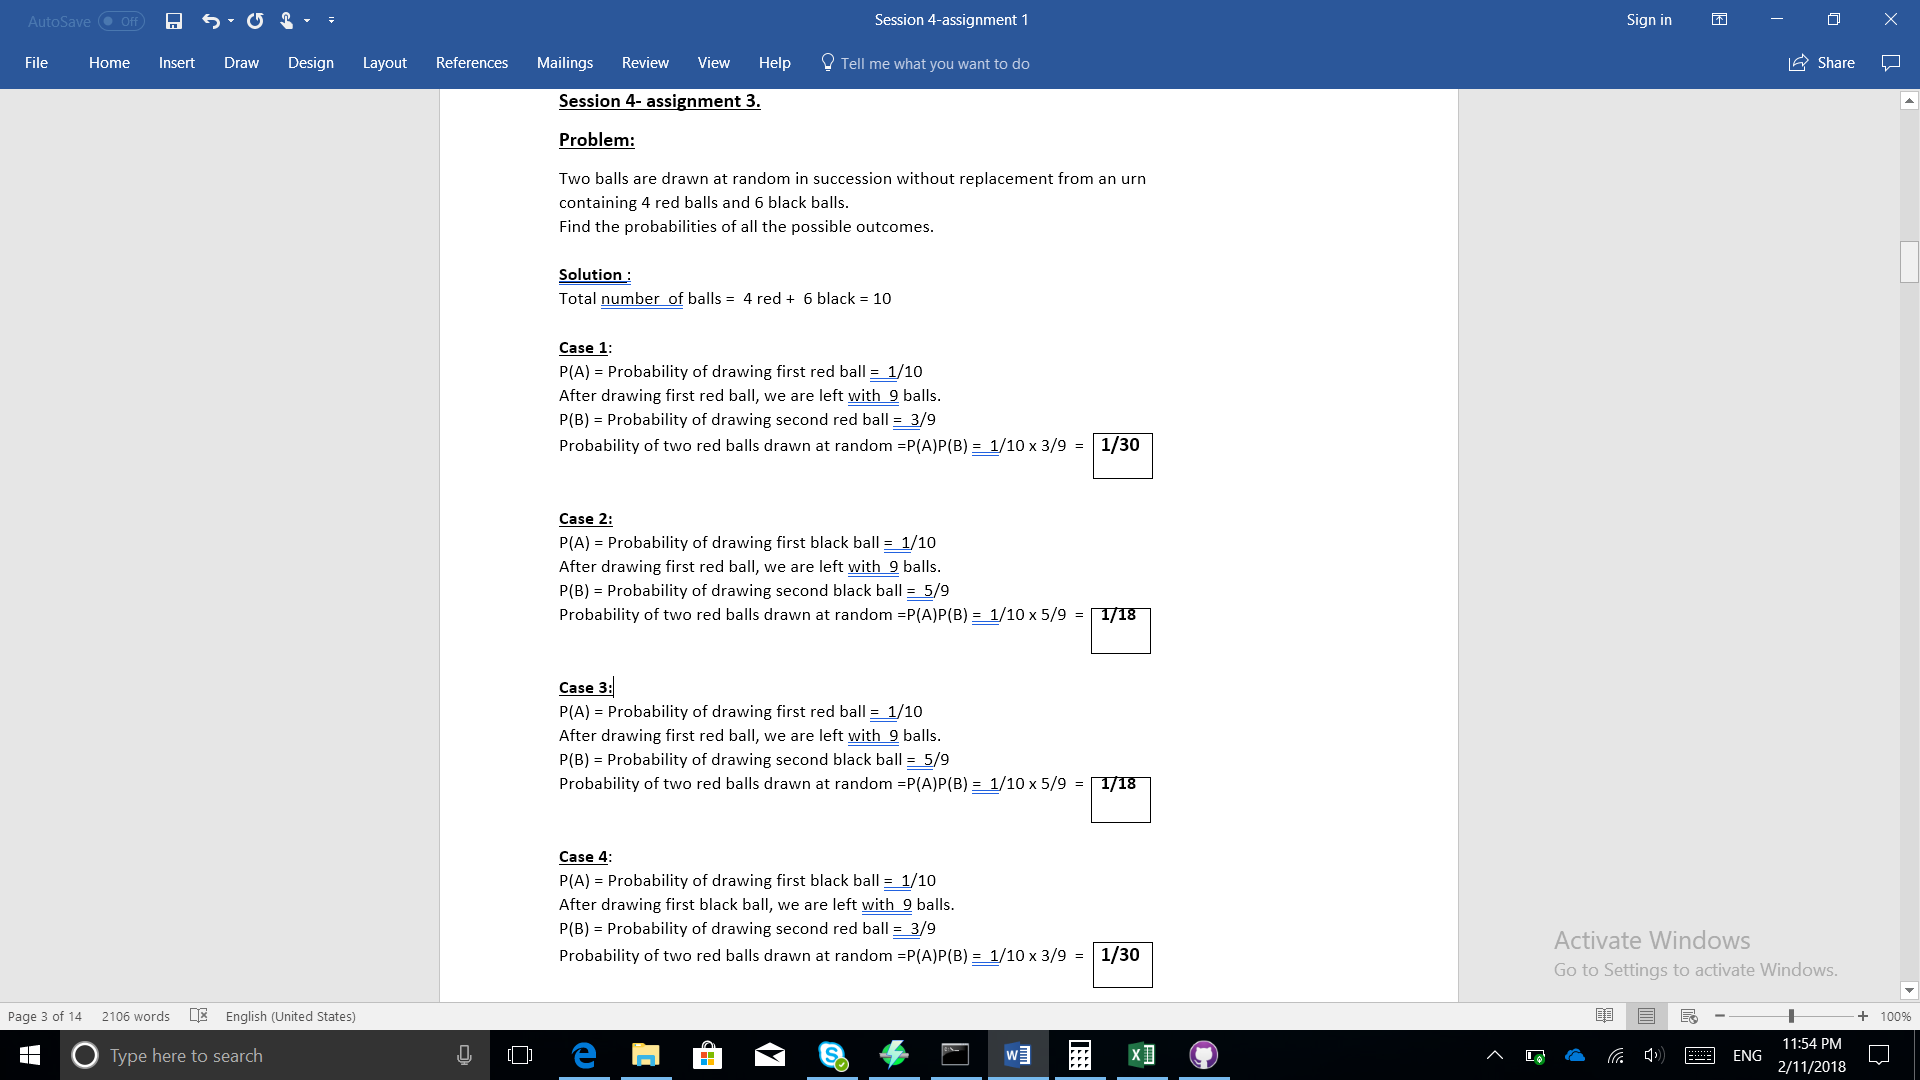 AutoSave Off
Session 4-assignment 1
Sign in
File Home Insert Draw Design Layout References Mailings Review View Help Tell me what you want to do Share
Session 4- assignment 3.
Problem:
Two balls are drawn at random in succession without replacement from an urn
containing 4 red balls and 6 black balls.
Find the probabilities of all the possible outcomes.
Solution :
Total number  of balls =  4 red +  6 black = 10
Case 1:
P(A) = Probability of drawing first red ball =  1/10
After drawing first red ball, we are left with  9 balls.
P(B) = Probability of drawing second red ball =  3/9
Probability of two red balls drawn at random =P(A)P(B) =  1/10 x 3/9  = 1/30
Case 2:
P(A) = Probability of drawing first black ball =  1/10
After drawing first red ball, we are left with  9 balls.
P(B) = Probability of drawing second black ball =  5/9
Probability of two red balls drawn at random =P(A)P(B) =  1/10 x 5/9  = 1/18
Case 3:
P(A) = Probability of drawing first red ball =  1/10
After drawing first red ball, we are left with  9 balls.
P(B) = Probability of drawing second black ball =  5/9
Probability of two red balls drawn at random =P(A)P(B) =  1/10 x 5/9  = 1/18
Case 4:
P(A) = Probability of drawing first black ball =  1/10
After drawing first black ball, we are left with  9 balls.
P(B) = Probability of drawing second red ball =  3/9
Probability of two red balls drawn at random =P(A)P(B) =  1/10 x 3/9  = 1/30
Activate Windows
Go to Settings to activate Windows.
Page 3 of 14 2106 words English (United States) 100%
Type here to search
ENG
11:54 PM
2/11/2018